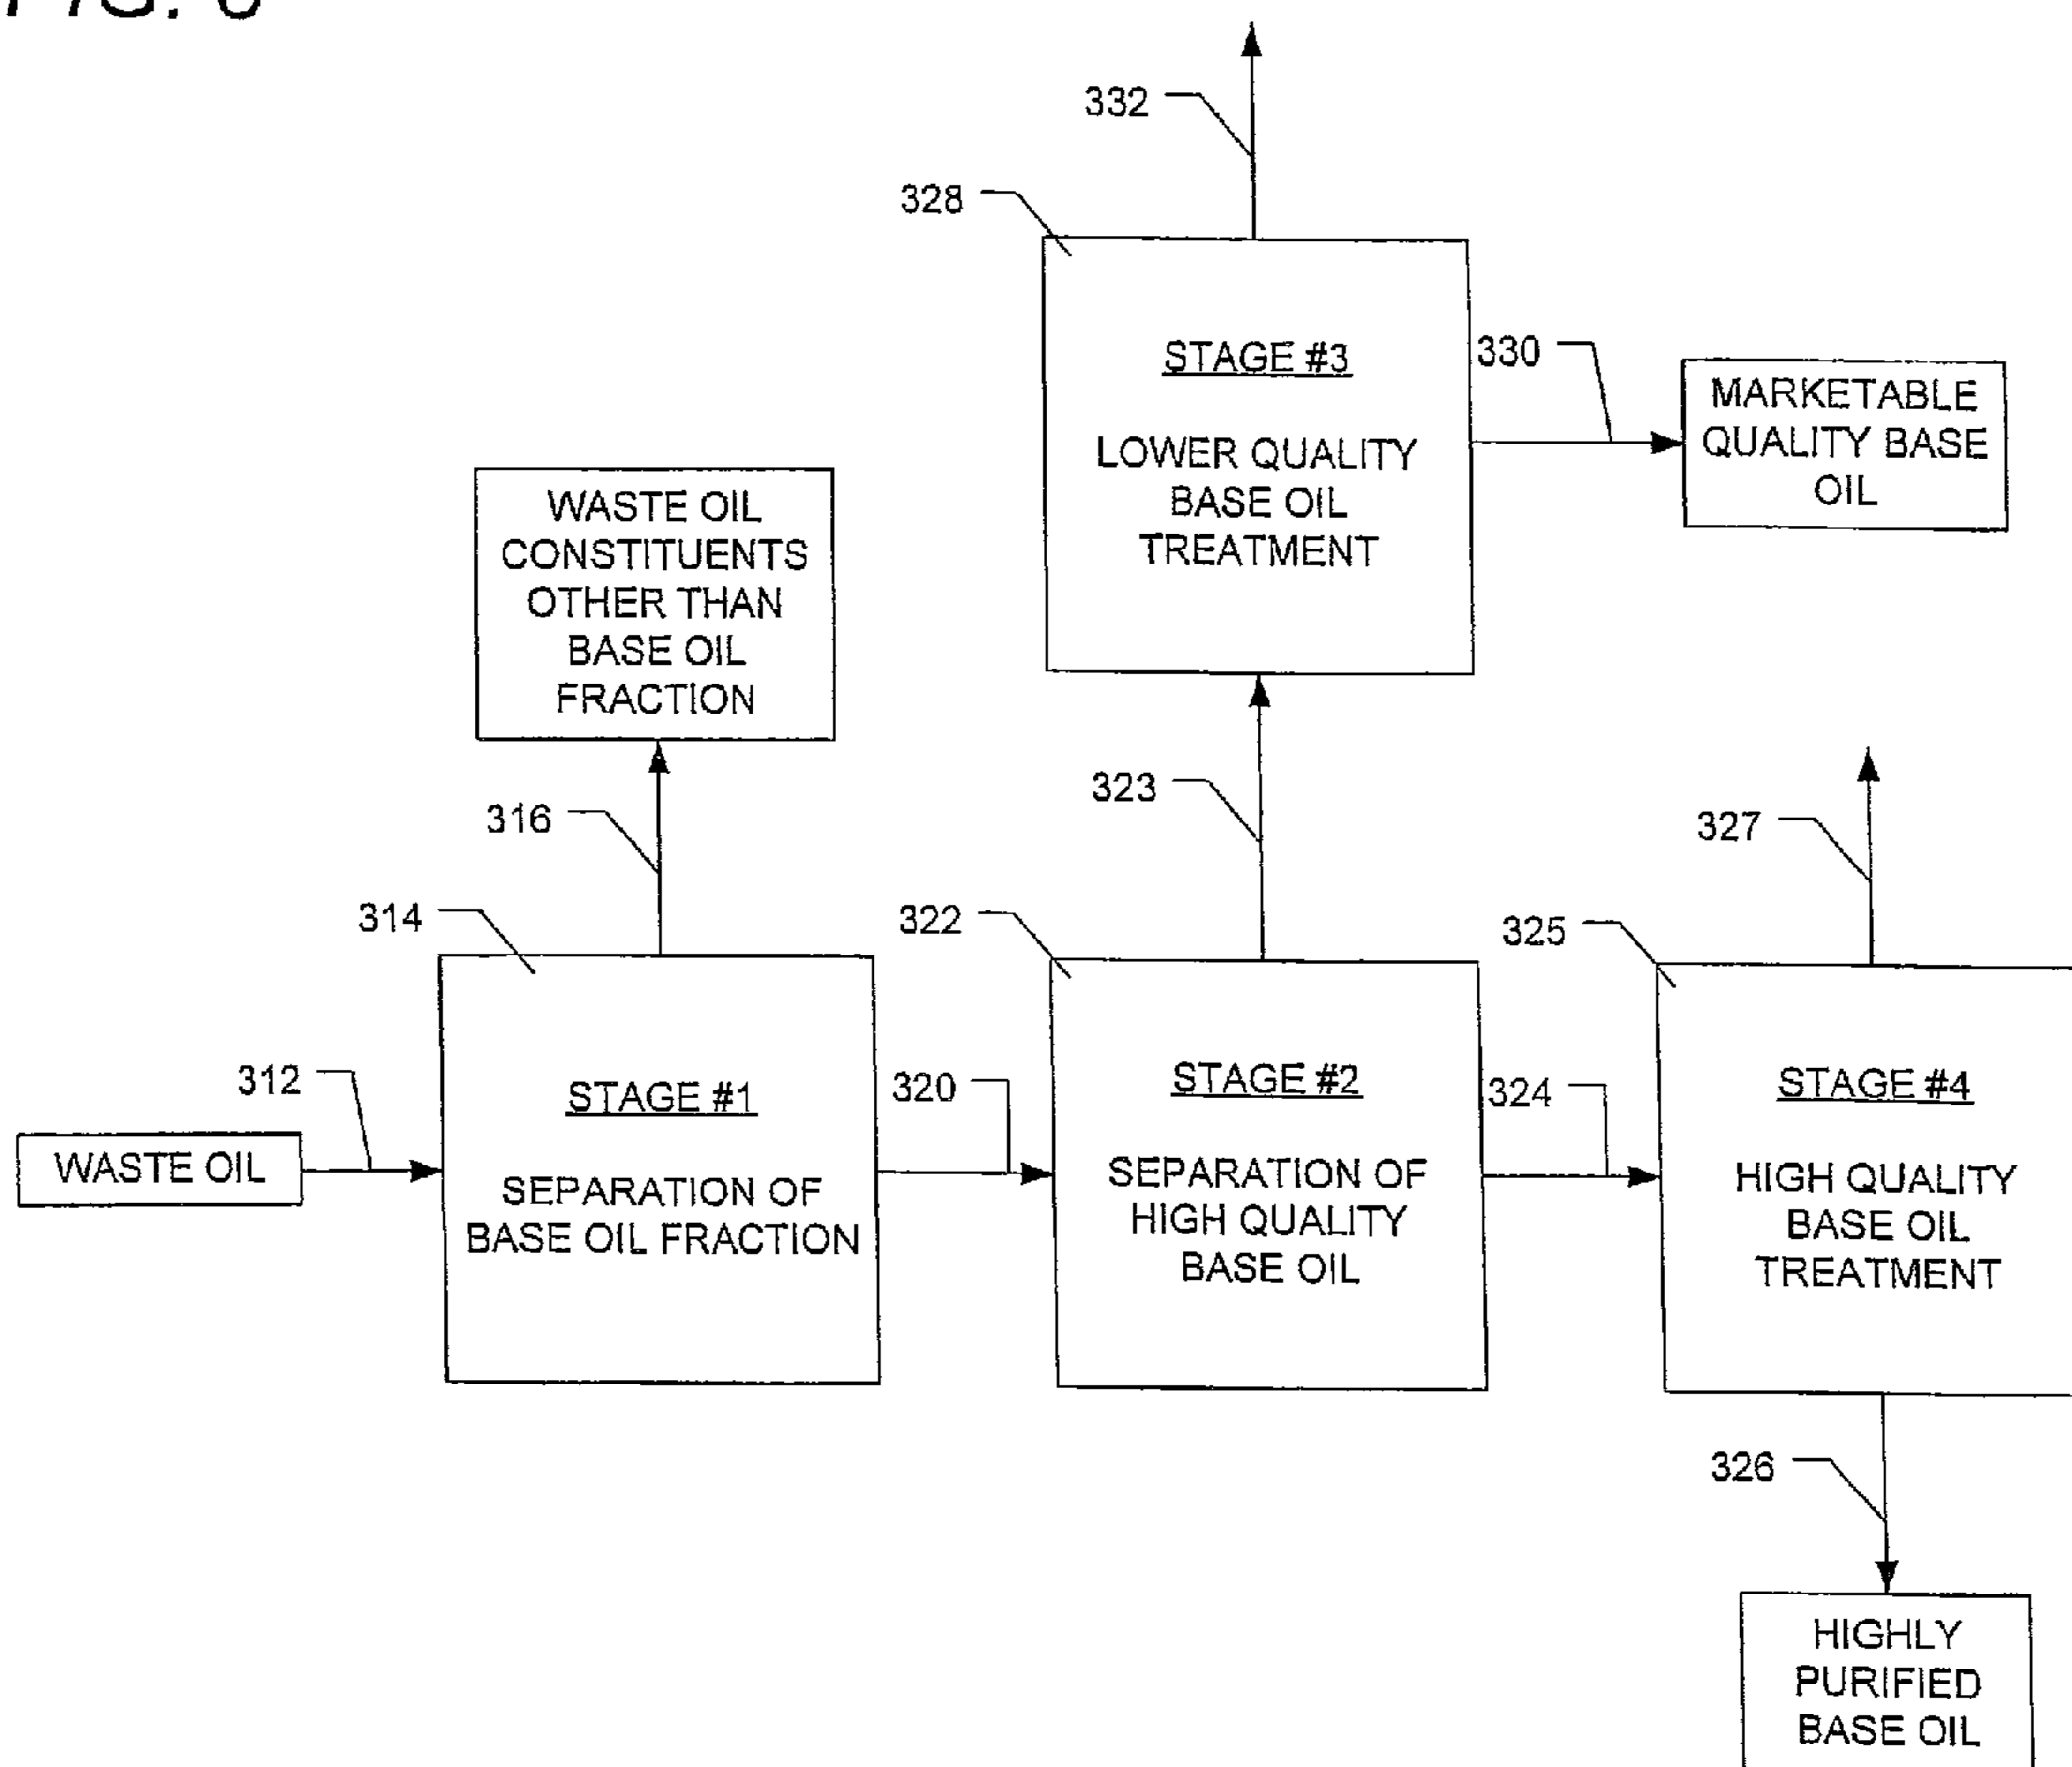 FIG.
332
328
STAGE #3
LOWER QUALITY
BASE OIL
TREATMENT
330
MARKETABLE
QUALITY BASE
OIL
WASTE OIL
CONSTITUENTS
OTHER THAN
BASE OIL
FRACTION
316
323
327
314
322
325
312
WASTE OIL
STAGE #1
SEPARATION OF
BASE OIL FRACTION
320
STAGE #2
SEPARATION OF
HIGH QUALITY
BASE OIL
324
STAGE #4
HIGH QUALITY
BASE OIL
TREATMENT
326
HIGHLY
PURIFIED
BASE OIL